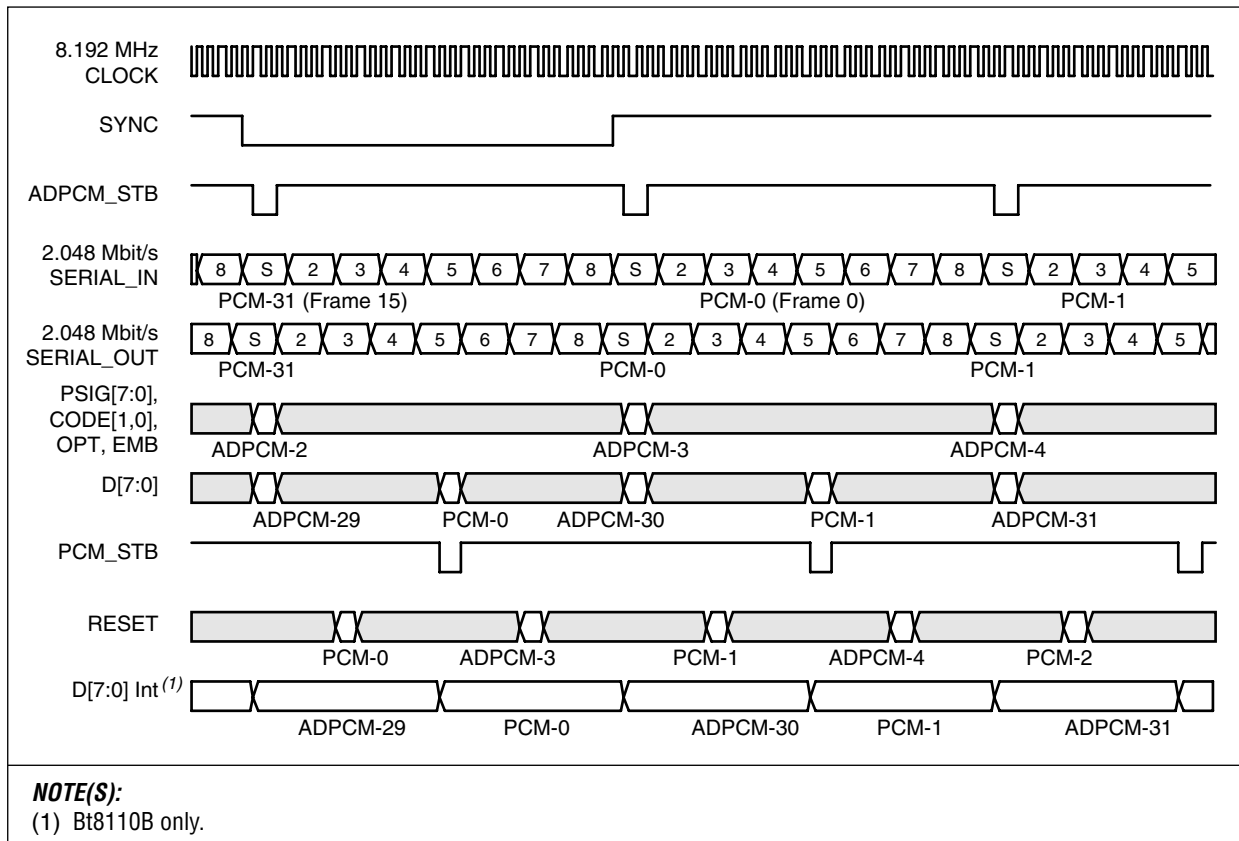 8.192 MHz
CLOCK
SYNC
ADPCM_STB
2.048 Mbit/s
SERIAL_IN
8 S 2 3 4 5 6 7 8 S 2 3 4 5 6 7 8 S 2 3 4 5
PCM-31 (Frame 15) PCM-0 (Frame 0) PCM-1
2.048 Mbit/s
SERIAL_OUT
8 S 2 3 4 5 6 7 8 S 2 3 4 5 6 7 8 S 2 3 4 5
PCM-31 PCM-0 PCM-1
PSIG[7:0],
CODE[1,0],
OPT, EMB
ADPCM-2 ADPCM-3 ADPCM-4
D[7:0]
ADPCM-29 PCM-0 ADPCM-30 PCM-1 ADPCM-31
PCM_STB
RESET
PCM-0 ADPCM-3 PCM-1 ADPCM-4 PCM-2
D[7:0] Int (1)
ADPCM-29 PCM-0 ADPCM-30 PCM-1 ADPCM-31
NOTE(S):
(1) Bt8110B only.